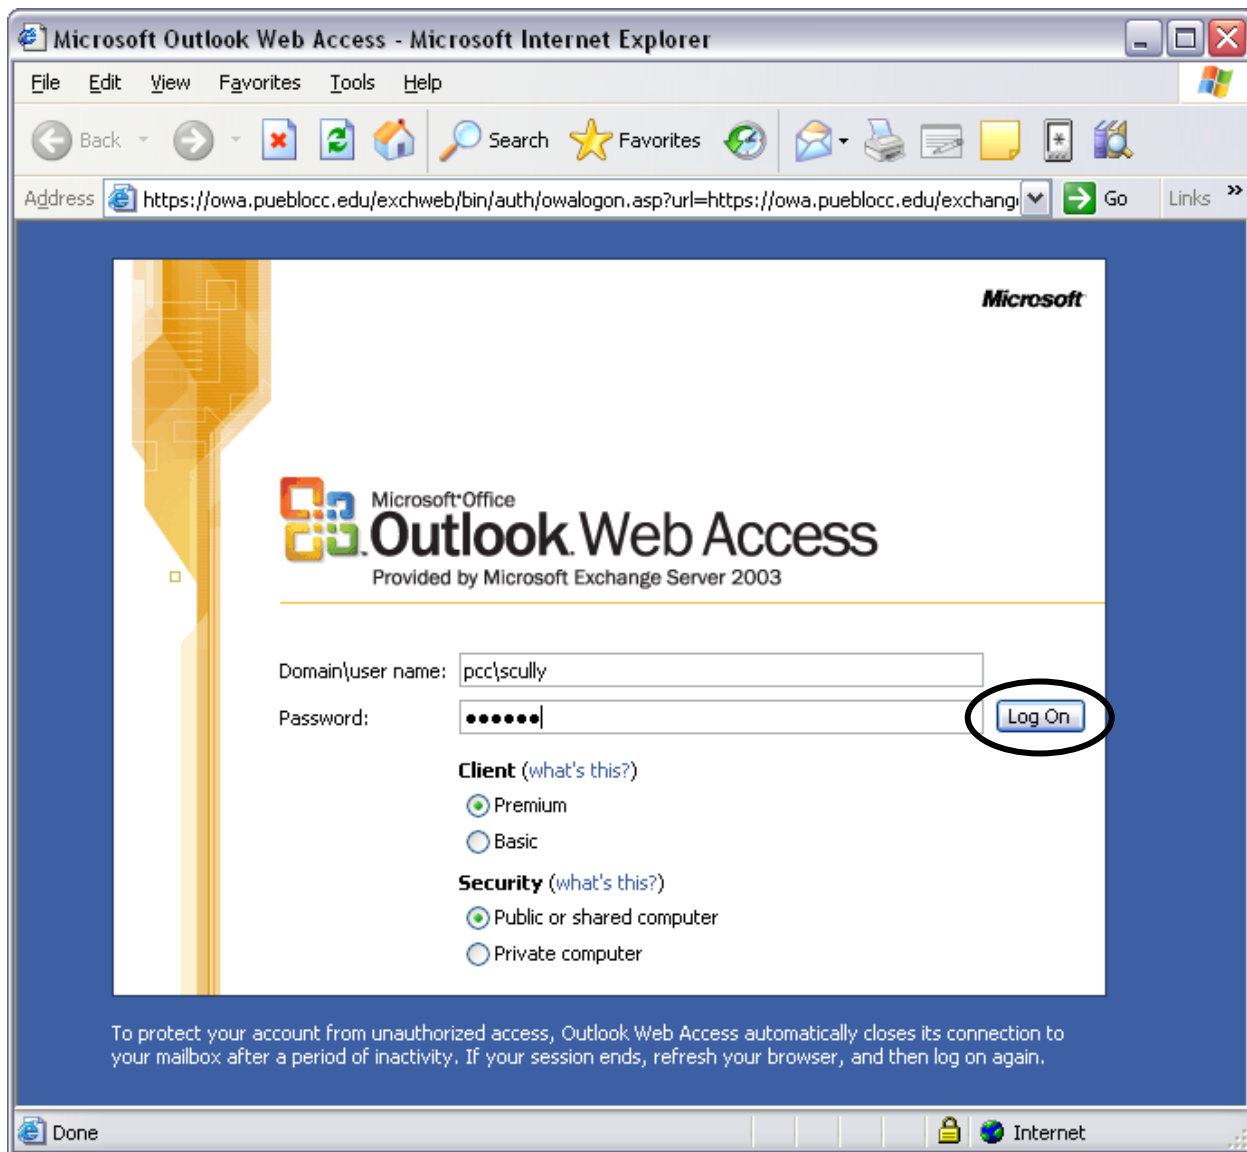 Microsoft Outlook Web Access - Microsoft Internet Explorer
File Edit View Favorites Tools Help
Back Search Favorites
Address https://owa.pueblocc.edu/exchweb/bin/auth/owalogon.asp?url=https://owa.pueblocc.edu/exchang Go Links »
Microsoft
Microsoft Office
Outlook Web Access
Provided by Microsoft Exchange Server 2003
Domain\user name: pcc\scully
Password: ●●●●●● Log On
Client (what's this?)
Premium
Basic
Security (what's this?)
Public or shared computer
Private computer
To protect your account from unauthorized access, Outlook Web Access automatically closes its connection to
your mailbox after a period of inactivity. If your session ends, refresh your browser, and then log on again.
Done Internet